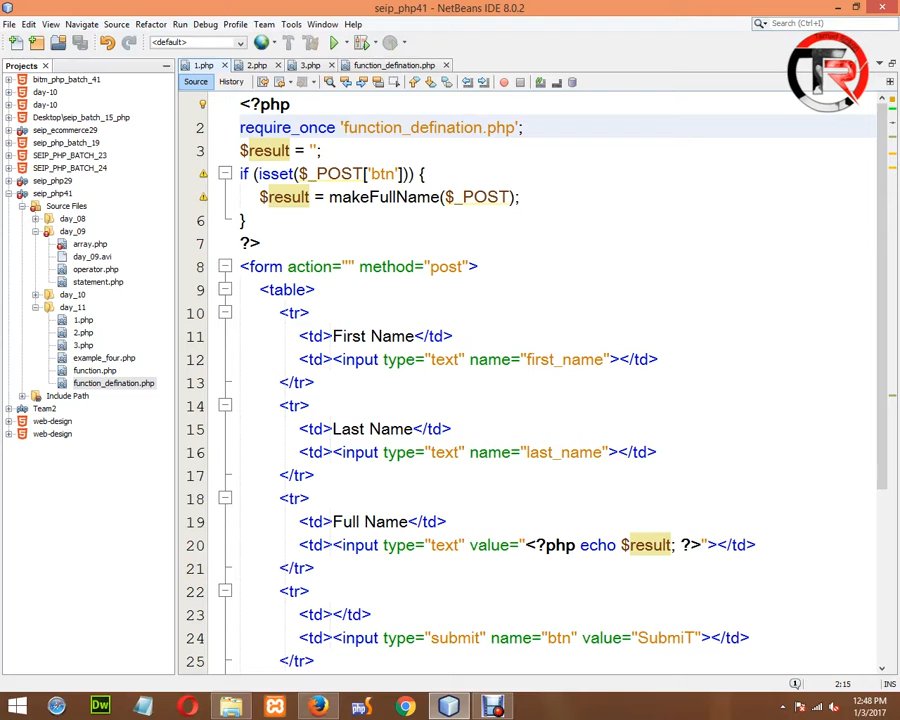 seip_php41 - NetBeans IDE 8.0.2
File Edit View Navigate Source Refactor Run Debug Profile Team Tools Window Help
<default> Search (Ctrl+I)
Projects
1.php 2.php 3.php function_defination.php
Source History
bitm_php_batch_41
day-10
day-10
Desktop\seip_batch_15_php
seip_ecommerce29
seip_php_batch_19
SEIP_PHP_BATCH_23
SEIP_PHP_BATCH_24
seip_php29
seip_php41
Source Files
day_08
day_09
array.php
day_09.avi
operator.php
statement.php
day_10
day_11
1.php
2.php
3.php
example_four.php
function.php
function_defination.php
Include Path
Team2
web-design
web-design
<?php
2 require_once 'function_defination.php';
3 $result = '';
if (isset($_POST['btn'])) {
$result = makeFullName($_POST);
6 }
7 ?>
8 <form action="" method="post">
9 <table>
10 <tr>
11 <td>First Name</td>
12 <td><input type="text" name="first_name"></td>
13 </tr>
14 <tr>
15 <td>Last Name</td>
16 <td><input type="text" name="last_name"></td>
17 </tr>
18 <tr>
19 <td>Full Name</td>
20 <td><input type="text" value="<?php echo $result; ?>"></td>
21 </tr>
22 <tr>
23 <td></td>
24 <td><input type="submit" name="btn" value="SubmiT"></td>
25 </tr>
2:15 INS
Dw php
12:48 PM
1/3/2017